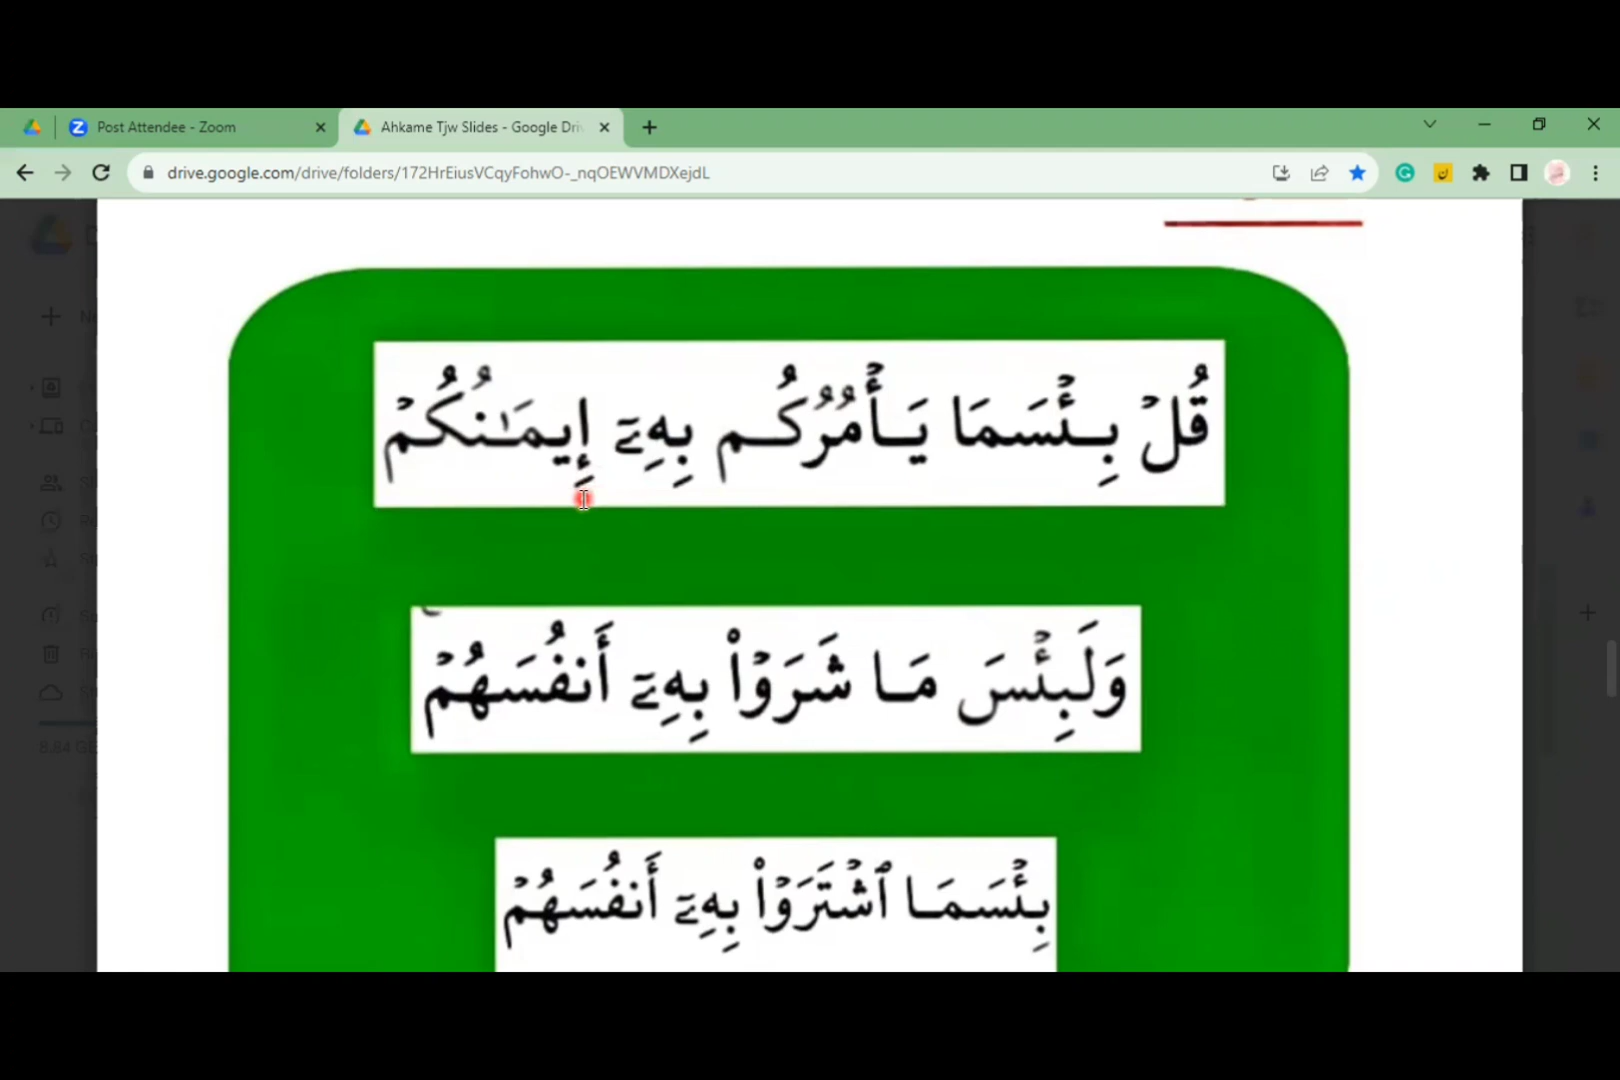 Post Attendee - Zoom
Ahkame Tjw Slides - Google Dri
drive.google.com/drive/folders/172HrEiusVCqyFohwO-_nqOEWVMDXejdL
قُلۡ بِئۡسَمَا يَأۡمُرُكُم بِهِۦٓ إِيمَٰنُكُمۡ
وَلَبِئۡسَ مَا شَرَوۡاْ بِهِۦٓ أَنفُسَهُمۡ
بِئۡسَمَا ٱشۡتَرَوۡاْ بِهِۦٓ أَنفُسَهُمۡ